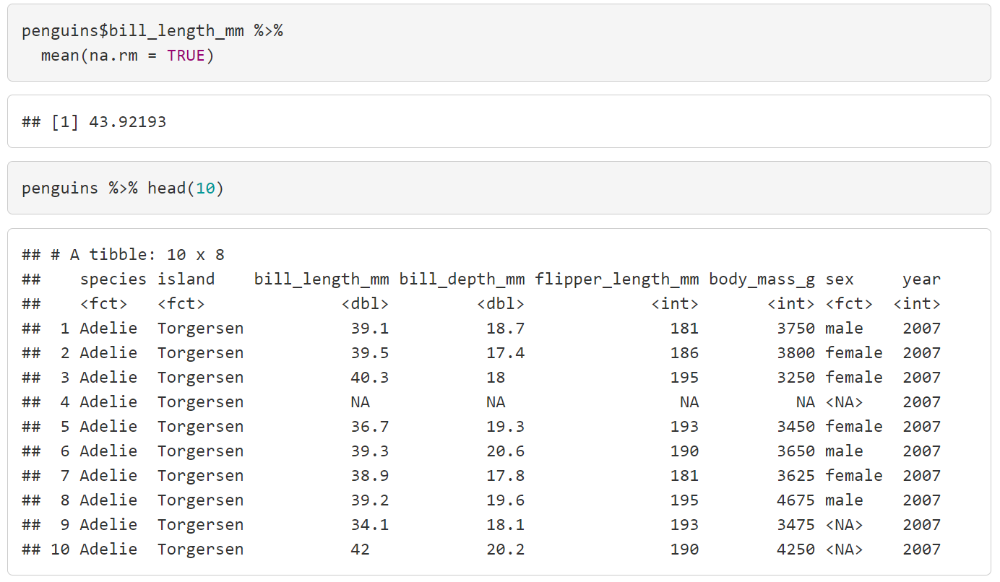 penguins$bill_length_mm %>%
  mean(na.rm = TRUE)
## [1] 43.92193
penguins %>% head(10)
## # A tibble: 10 x 8
##    species island    bill_length_mm bill_depth_mm flipper_length_mm body_mass_g sex     year
##    <fct>   <fct>              <dbl>         <dbl>             <int>       <int> <fct>  <int>
##  1 Adelie  Torgersen           39.1          18.7               181        3750 male    2007
##  2 Adelie  Torgersen           39.5          17.4               186        3800 female  2007
##  3 Adelie  Torgersen           40.3          18                 195        3250 female  2007
##  4 Adelie  Torgersen           NA            NA                  NA          NA <NA>    2007
##  5 Adelie  Torgersen           36.7          19.3               193        3450 female  2007
##  6 Adelie  Torgersen           39.3          20.6               190        3650 male    2007
##  7 Adelie  Torgersen           38.9          17.8               181        3625 female  2007
##  8 Adelie  Torgersen           39.2          19.6               195        4675 male    2007
##  9 Adelie  Torgersen           34.1          18.1               193        3475 <NA>    2007
## 10 Adelie  Torgersen           42            20.2               190        4250 <NA>    2007